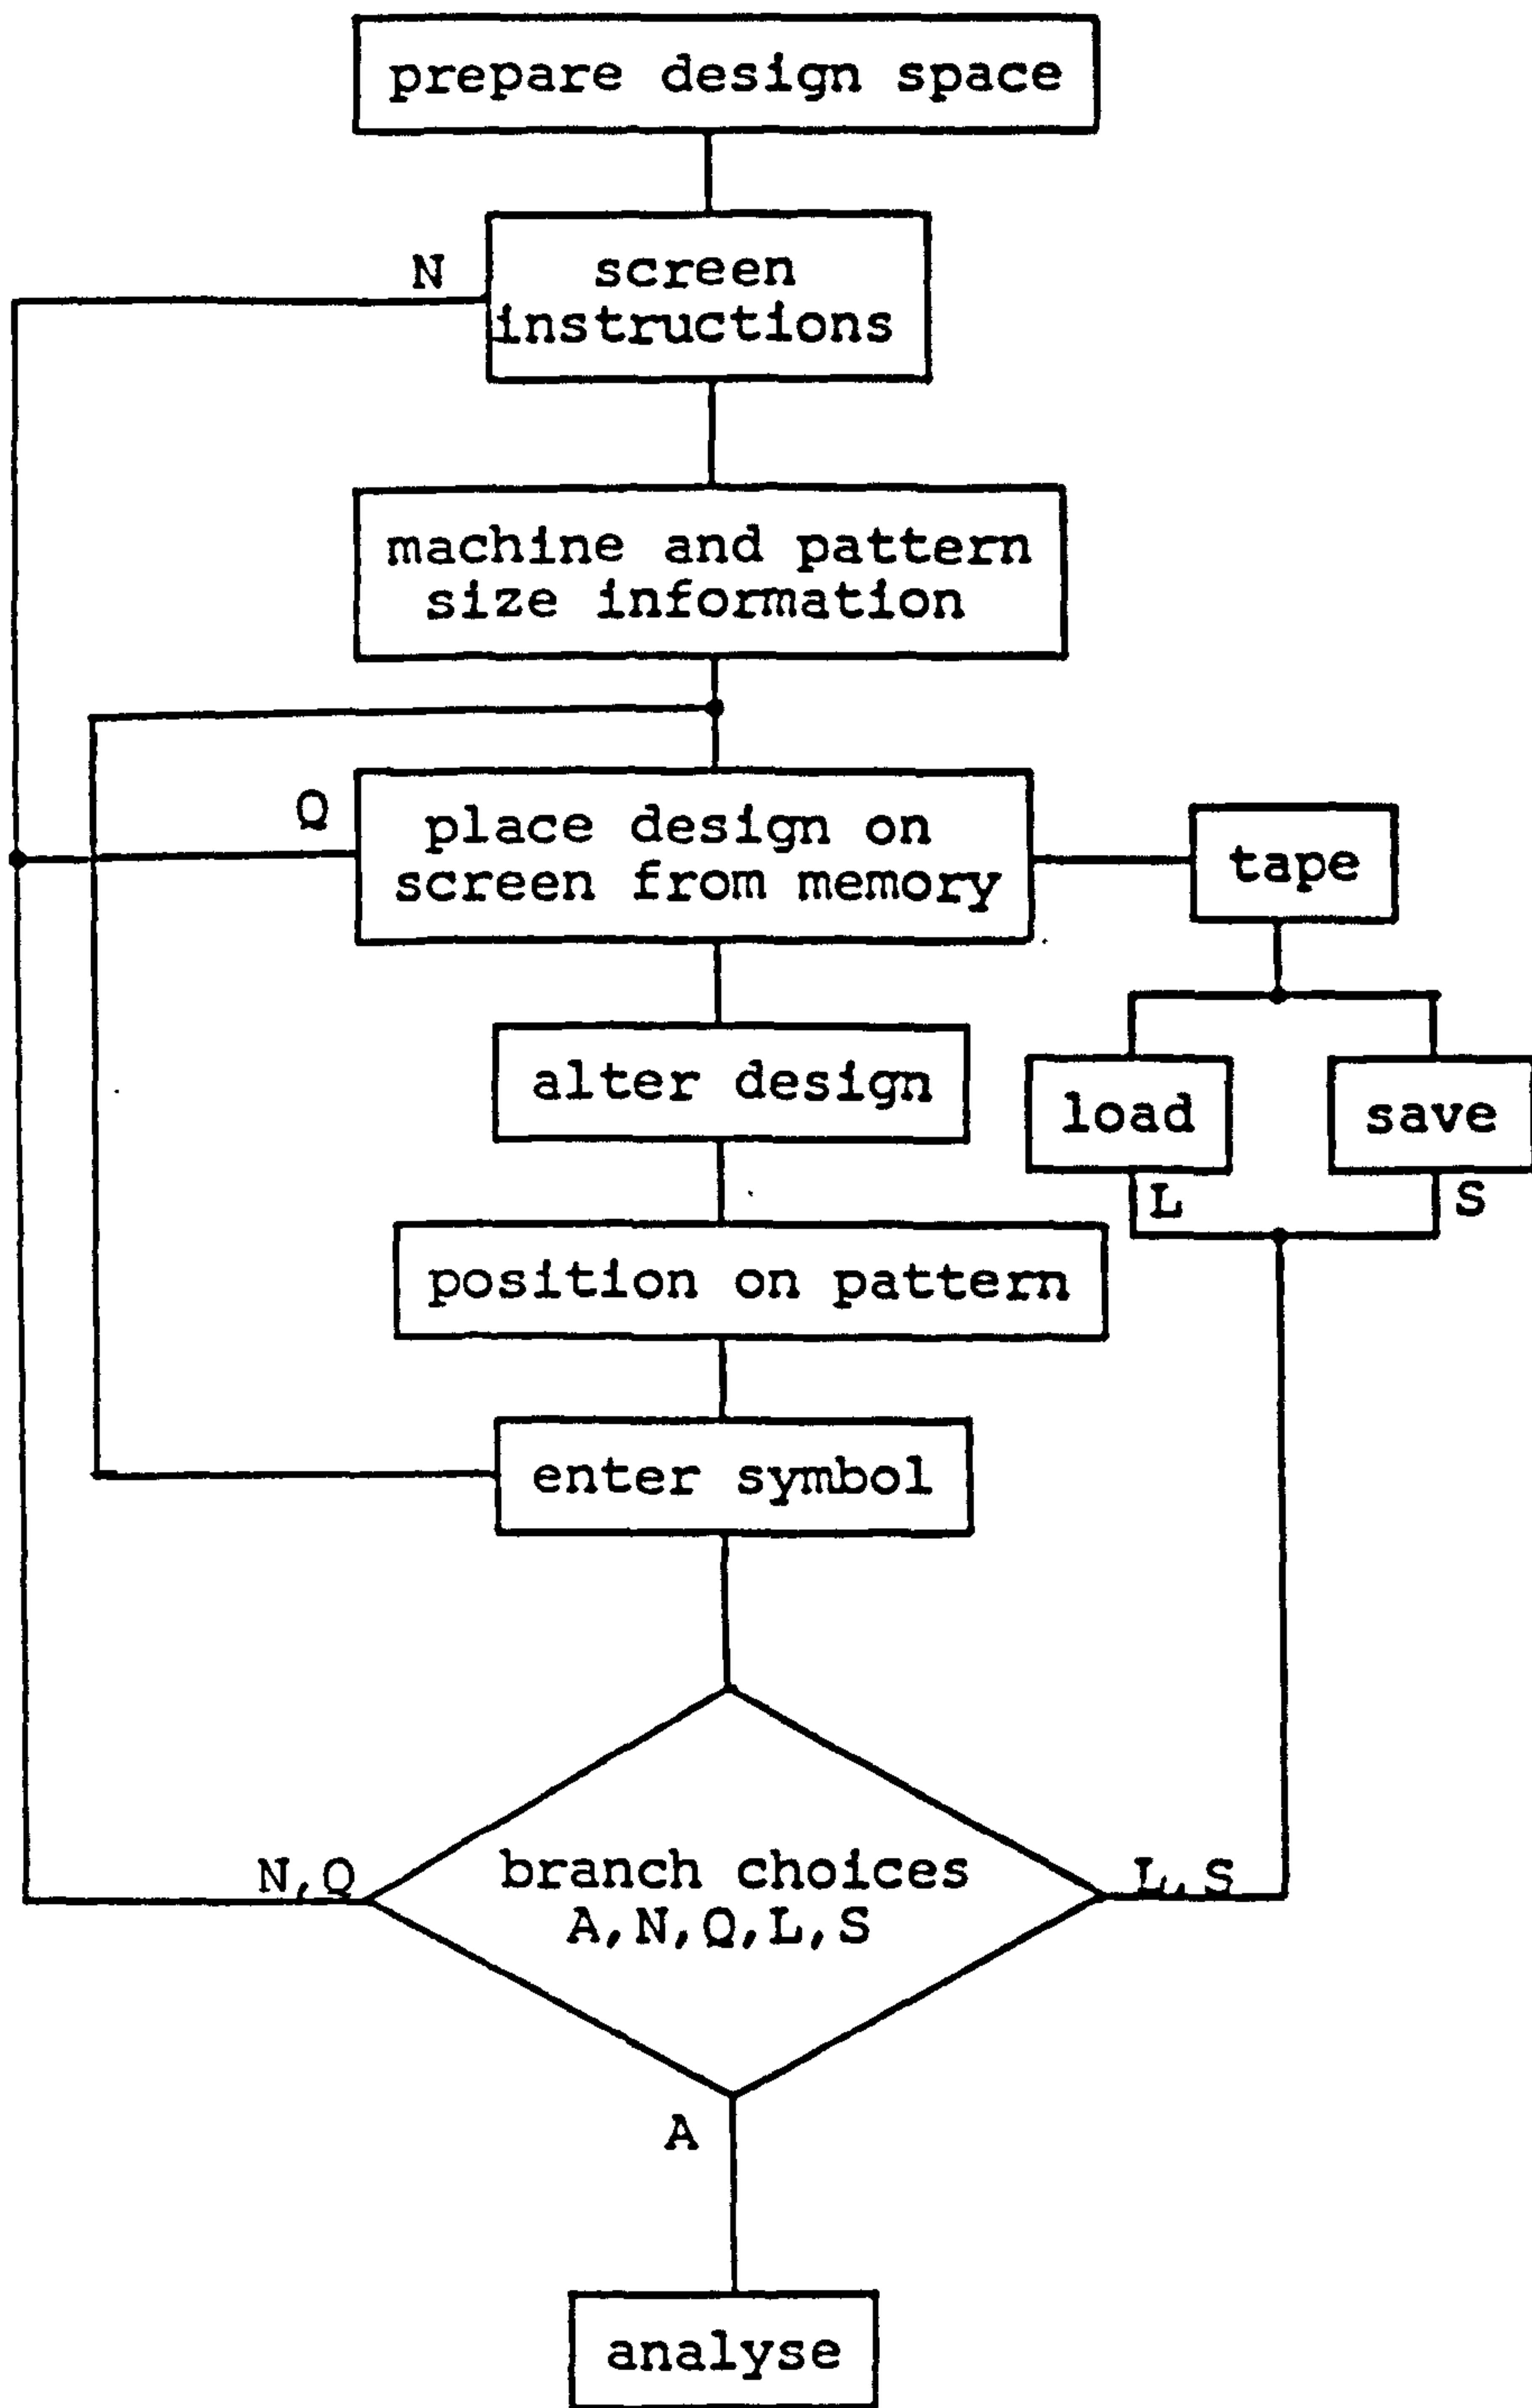 prepare design space
N
screen
instructions
machine and pattern
size information
Q
place design on
screen from memory
tape
alter design
load
save
L
S
position on pattern
enter symbol
N,Q
branch choices
A,N,Q,L,S
L,S
A
analyse